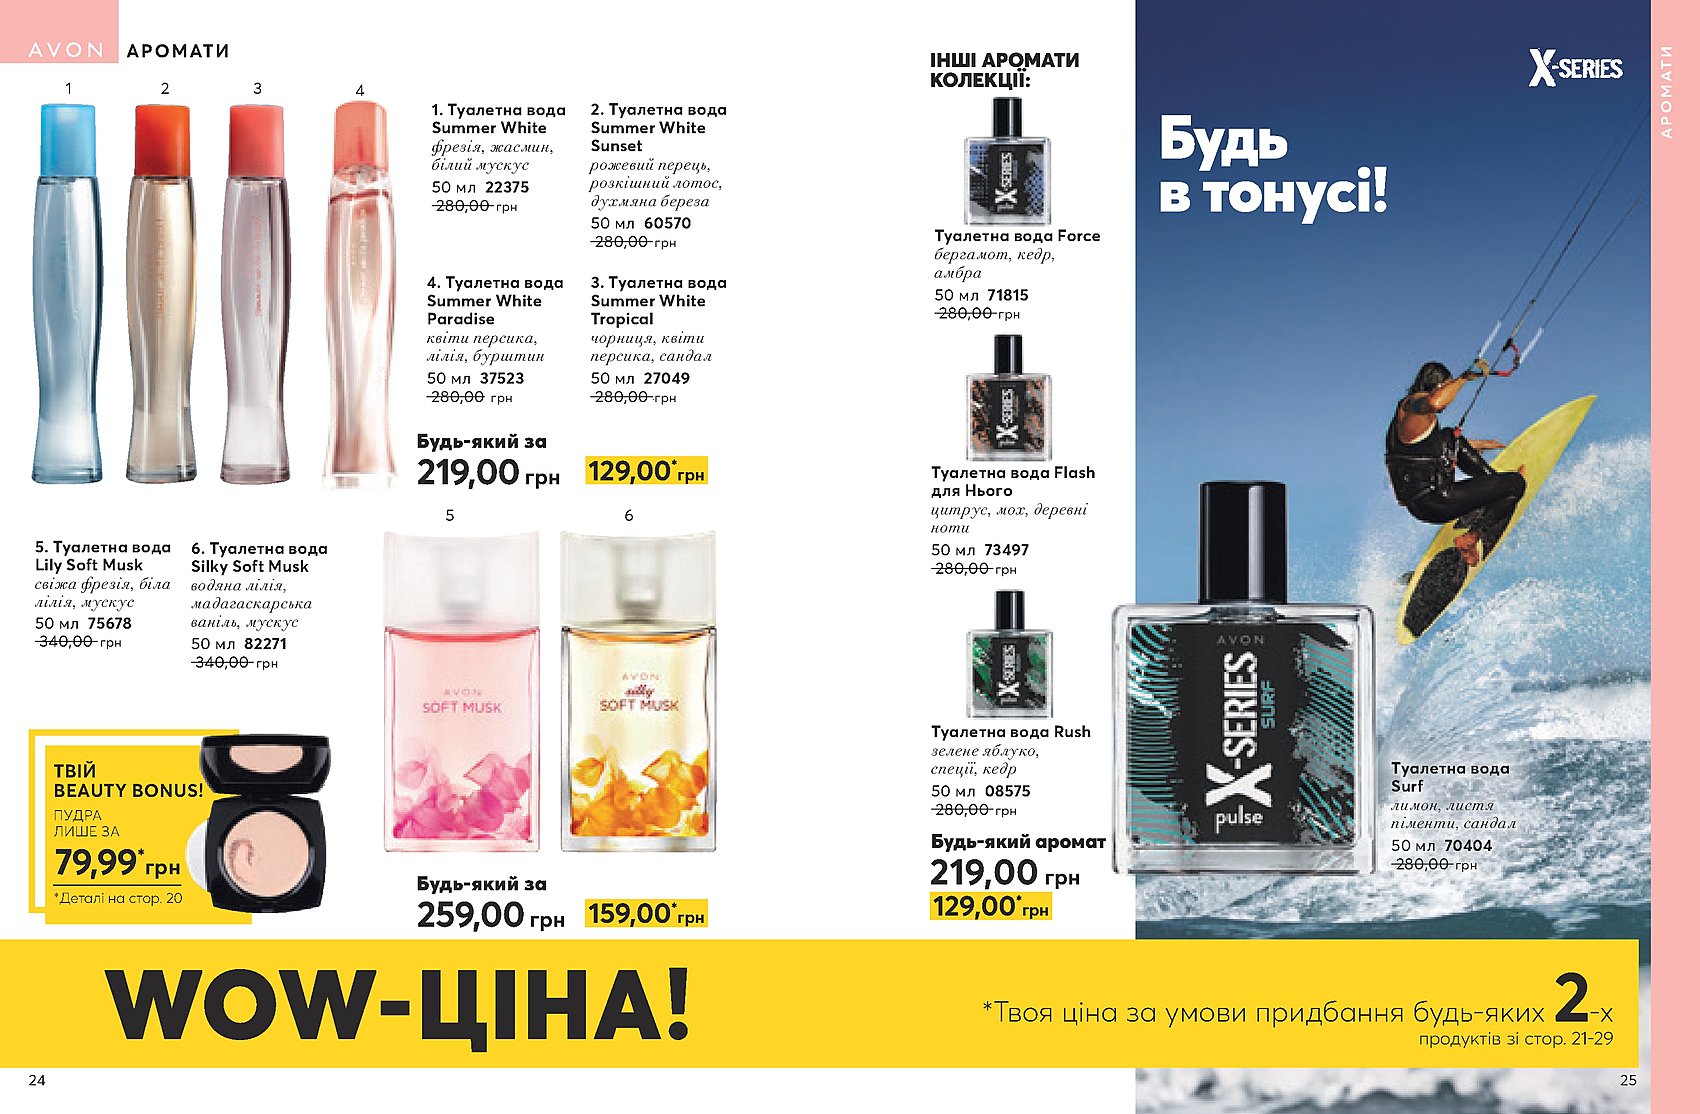 AVON АРОМАТИ
1
2
3
4
1. Туалетна вода
Summer White
фрезія, жасмин,
білий мускус
50 мл 22375
280,00 грн
2. Туалетна вода
Summer White
Sunset
рожевий перець,
розкішний лотос,
духмяна береза
50 мл 60570
280,00 грн
4. Туалетна вода
Summer White
Paradise
квіти персика,
лілія, бурштин
50 мл 37523
280,00 грн
3. Туалетна вода
Summer White
Tropical
чорниця, квіти
персика, сандал
50 мл 27049
280,00 грн
Будь-який за
219,00 грн
129,00*грн
5
6
5. Туалетна вода
Lily Soft Musk
свіжа фрезія, біла
лілія, мускус
50 мл 75678
340,00 грн
6. Туалетна вода
Silky Soft Musk
водяна лілія,
мадагаскарська
ваніль, мускус
50 мл 82271
340,00 грн
AVON
SOFT MUSK
AVON
silky
SOFT MUSK
ТВІЙ
BEAUTY BONUS!
ПУДРА
ЛИШЕ ЗА
79,99*грн
*Деталі на стор. 20
Будь-який за
259,00 грн
159,00*грн
ІНШІ АРОМАТИ
КОЛЕКЦІЇ:
X-SERIES
Туалетна вода Force
бергамот, кедр,
амбра
50 мл 71815
280,00 грн
X-SERIES
Туалетна вода Flash
для Нього
цитрус, мох, деревні
ноти
50 мл 73497
280,00 грн
X-SERIES
Туалетна вода Rush
зелене яблуко,
спеції, кедр
50 мл 08575
280,00 грн
Будь-який аромат
219,00 грн
129,00*грн
X-SERIES
АРОМАТИ
Будь
в тонусі!
AVON
X-SERIES
SURF
pulse
Туалетна вода
Surf
лимон, листя
піменти, сандал
50 мл 70404
280,00 грн
WOW-ЦІНА!
*Твоя ціна за умови придбання будь-яких 2-х
продуктів зі стор. 21-29
24
25